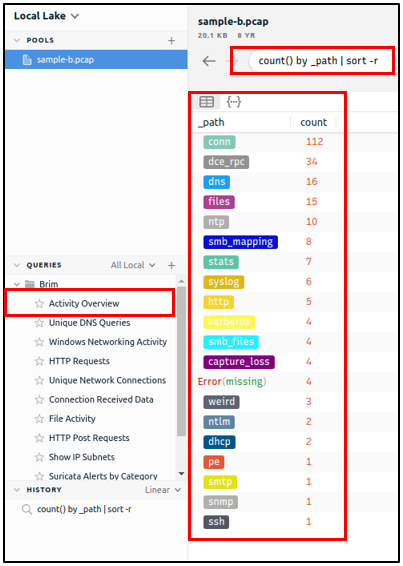 Local Lake
POOLS
sample-b.pcap
QUERIES All Local
Brim
Activity Overview
Unique DNS Queries
Windows Networking Activity
HTTP Requests
Unique Network Connections
Connection Received Data
File Activity
HTTP Post Requests
Show IP Subnets
Suricata Alerts by Category
HISTORY Linear
count() by _path | sort -r
sample-b.pcap
20.1 KB 8 YR
count() by _path | sort -r
_path count
conn 112
dce_rpc 34
dns 16
files 15
ntp 10
smb_mapping 8
stats 7
syslog 6
http 5
kerberos 4
smb_files 4
capture_loss 4
Error(missing) 4
weird 3
ntlm 2
dhcp 2
pe 1
smtp 1
snmp 1
ssh 1